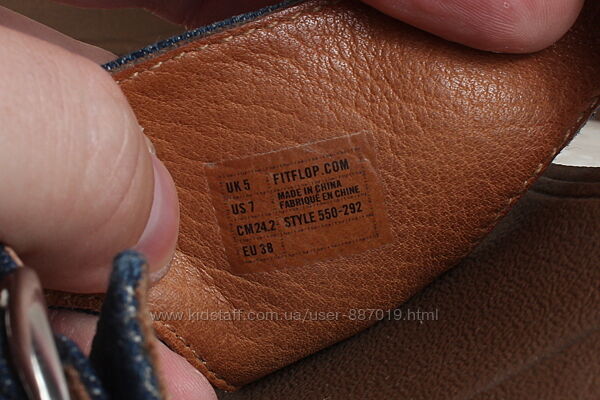 UK 5 FITFLOP.COM
US 7 MADE IN CHINA
FABRIQUÉ EN CHINE
CM 24.2 STYLE 550-292
EU 38
www.kidstaff.com.ua/user-887019.html